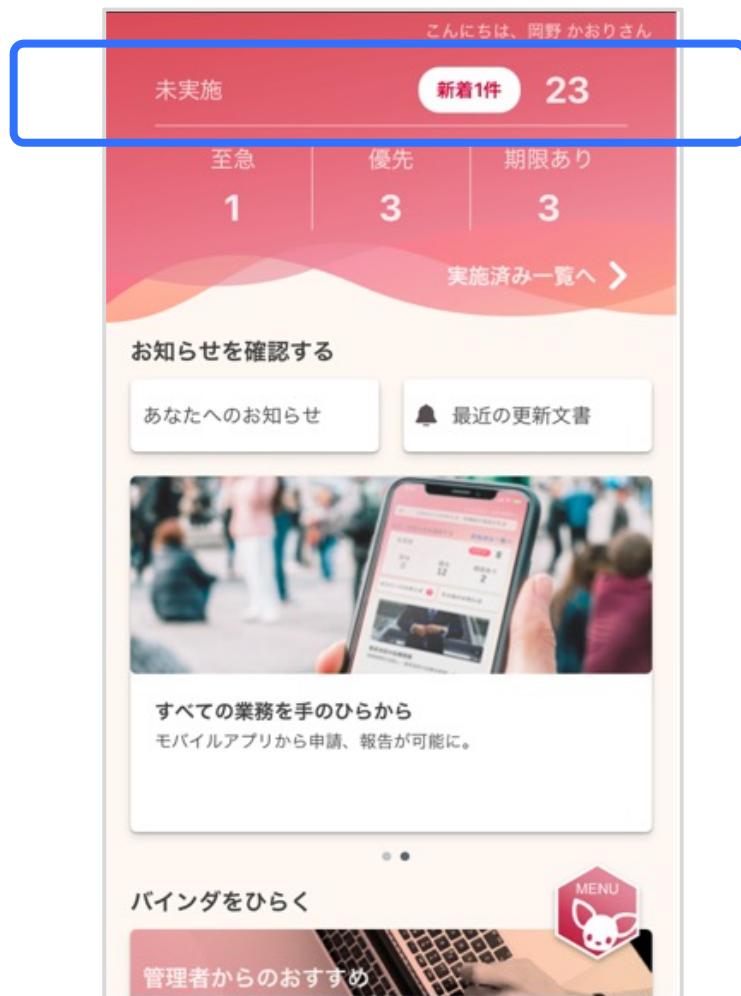 こんにちは、岡野 かおりさん
未実施 新着1件 23
至急 優先 期限あり
1 3 3
実施済み一覧へ
お知らせを確認する
あなたへのお知らせ 最近の更新文書
8
12
2
すべての業務を手のひらから
モバイルアプリから申請、報告が可能に。
MENU
バインダをひらく
管理者からのおすすめ